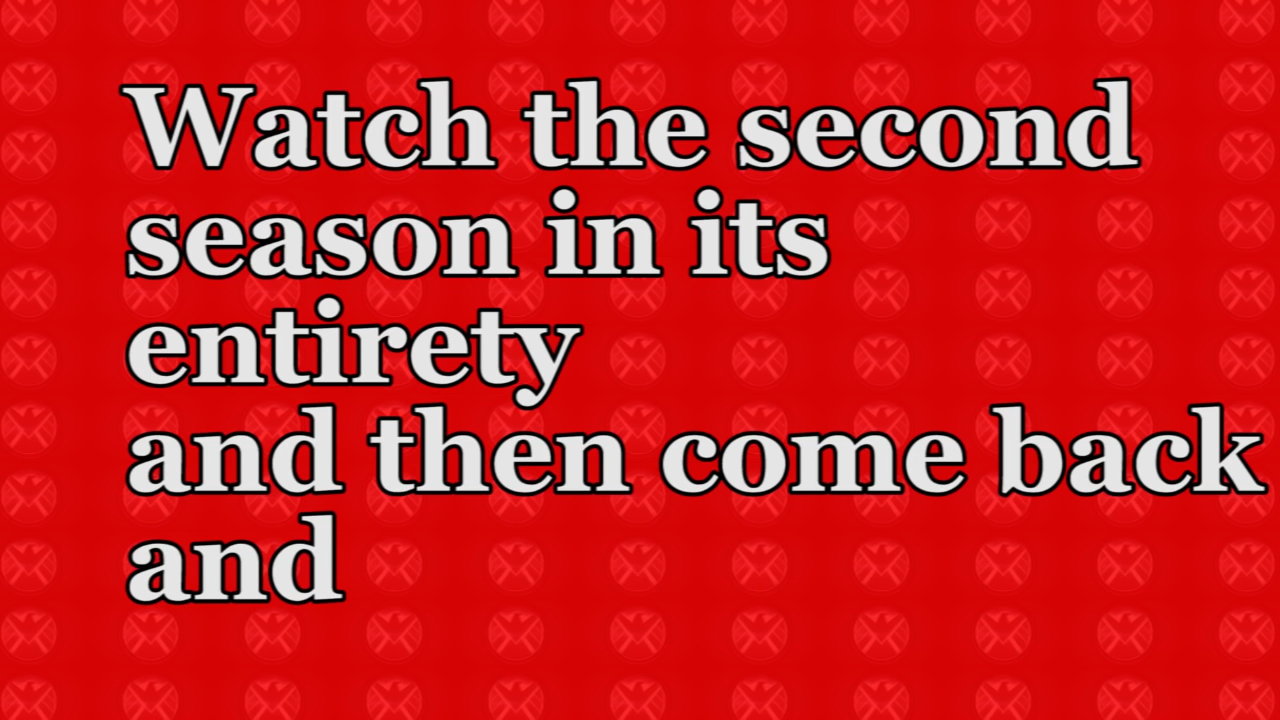 Watch the second
season in its
entirety
and then come back
and